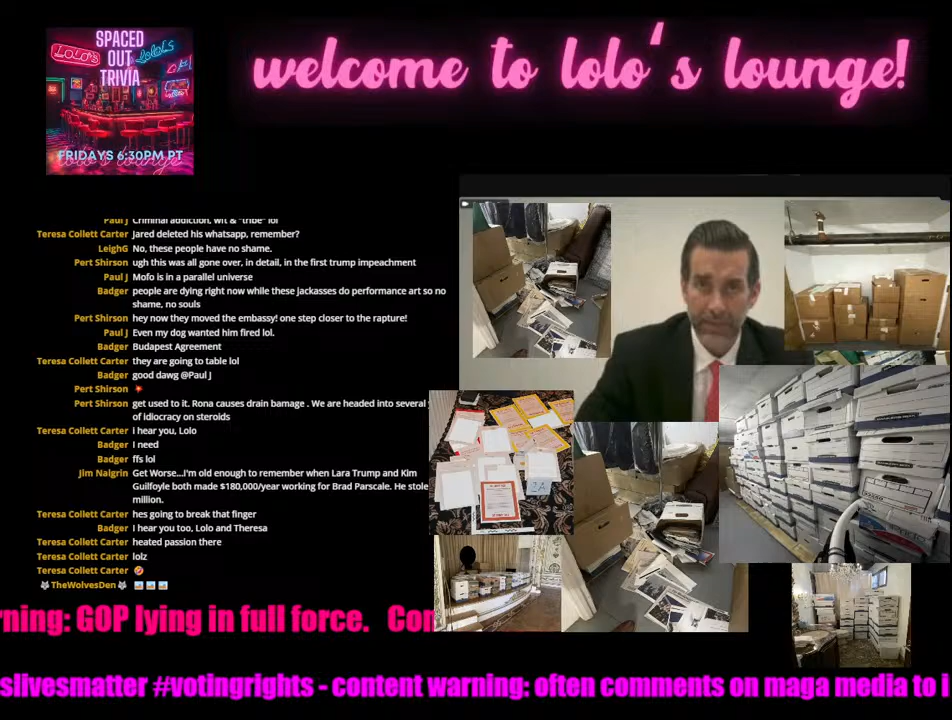 SPACED
OUT
TRIVIA
LOLO'S
FRIDAYS 6:30PM PT
lolo's lounge
welcome to lolo's lounge!
Paul J Criminal addiction, wtf & "tribe" lol
Teresa Collett Carter Jared deleted his whatsapp, remember?
LeighG No, these people have no shame.
Pert Shirson ugh this was all gone over, in detail, in the first trump impeachment
Paul J Mofo is in a parallel universe
Badger people are dying right now while these jackasses do performance art so no
shame, no souls
Pert Shirson hey now they moved the embassy! one step closer to the rapture!
Paul J Even my dog wanted him fired lol.
Badger Budapest Agreement
Teresa Collett Carter they are going to table lol
Badger good dawg @Paul J
Pert Shirson 💥
Pert Shirson get used to it. Rona causes drain bamage . We are headed into several
of Idiocracy on steroids
Teresa Collett Carter i hear you, Lolo
Badger I need
Badger ffs lol
Jim Nalgrin Get Worse...I'm old enough to remember when Lara Trump and Kim
Guilfoyle both made $180,000/year working for Brad Parscale. He stole
million.
Teresa Collett Carter hes going to break that finger
Badger I hear you too, Lolo and Theresa
Teresa Collett Carter heated passion there
Teresa Collett Carter lolz
Teresa Collett Carter 🤣
🐺TheWolvesDen🐺
2A
rning: GOP lying in full force. Con
slivesmatter #votingrights - content warning: often comments on maga media to i